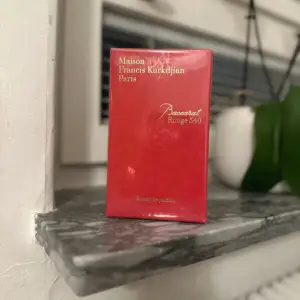 Maison
Francis Kurkdjian
Paris
Baccarat
Rouge 540